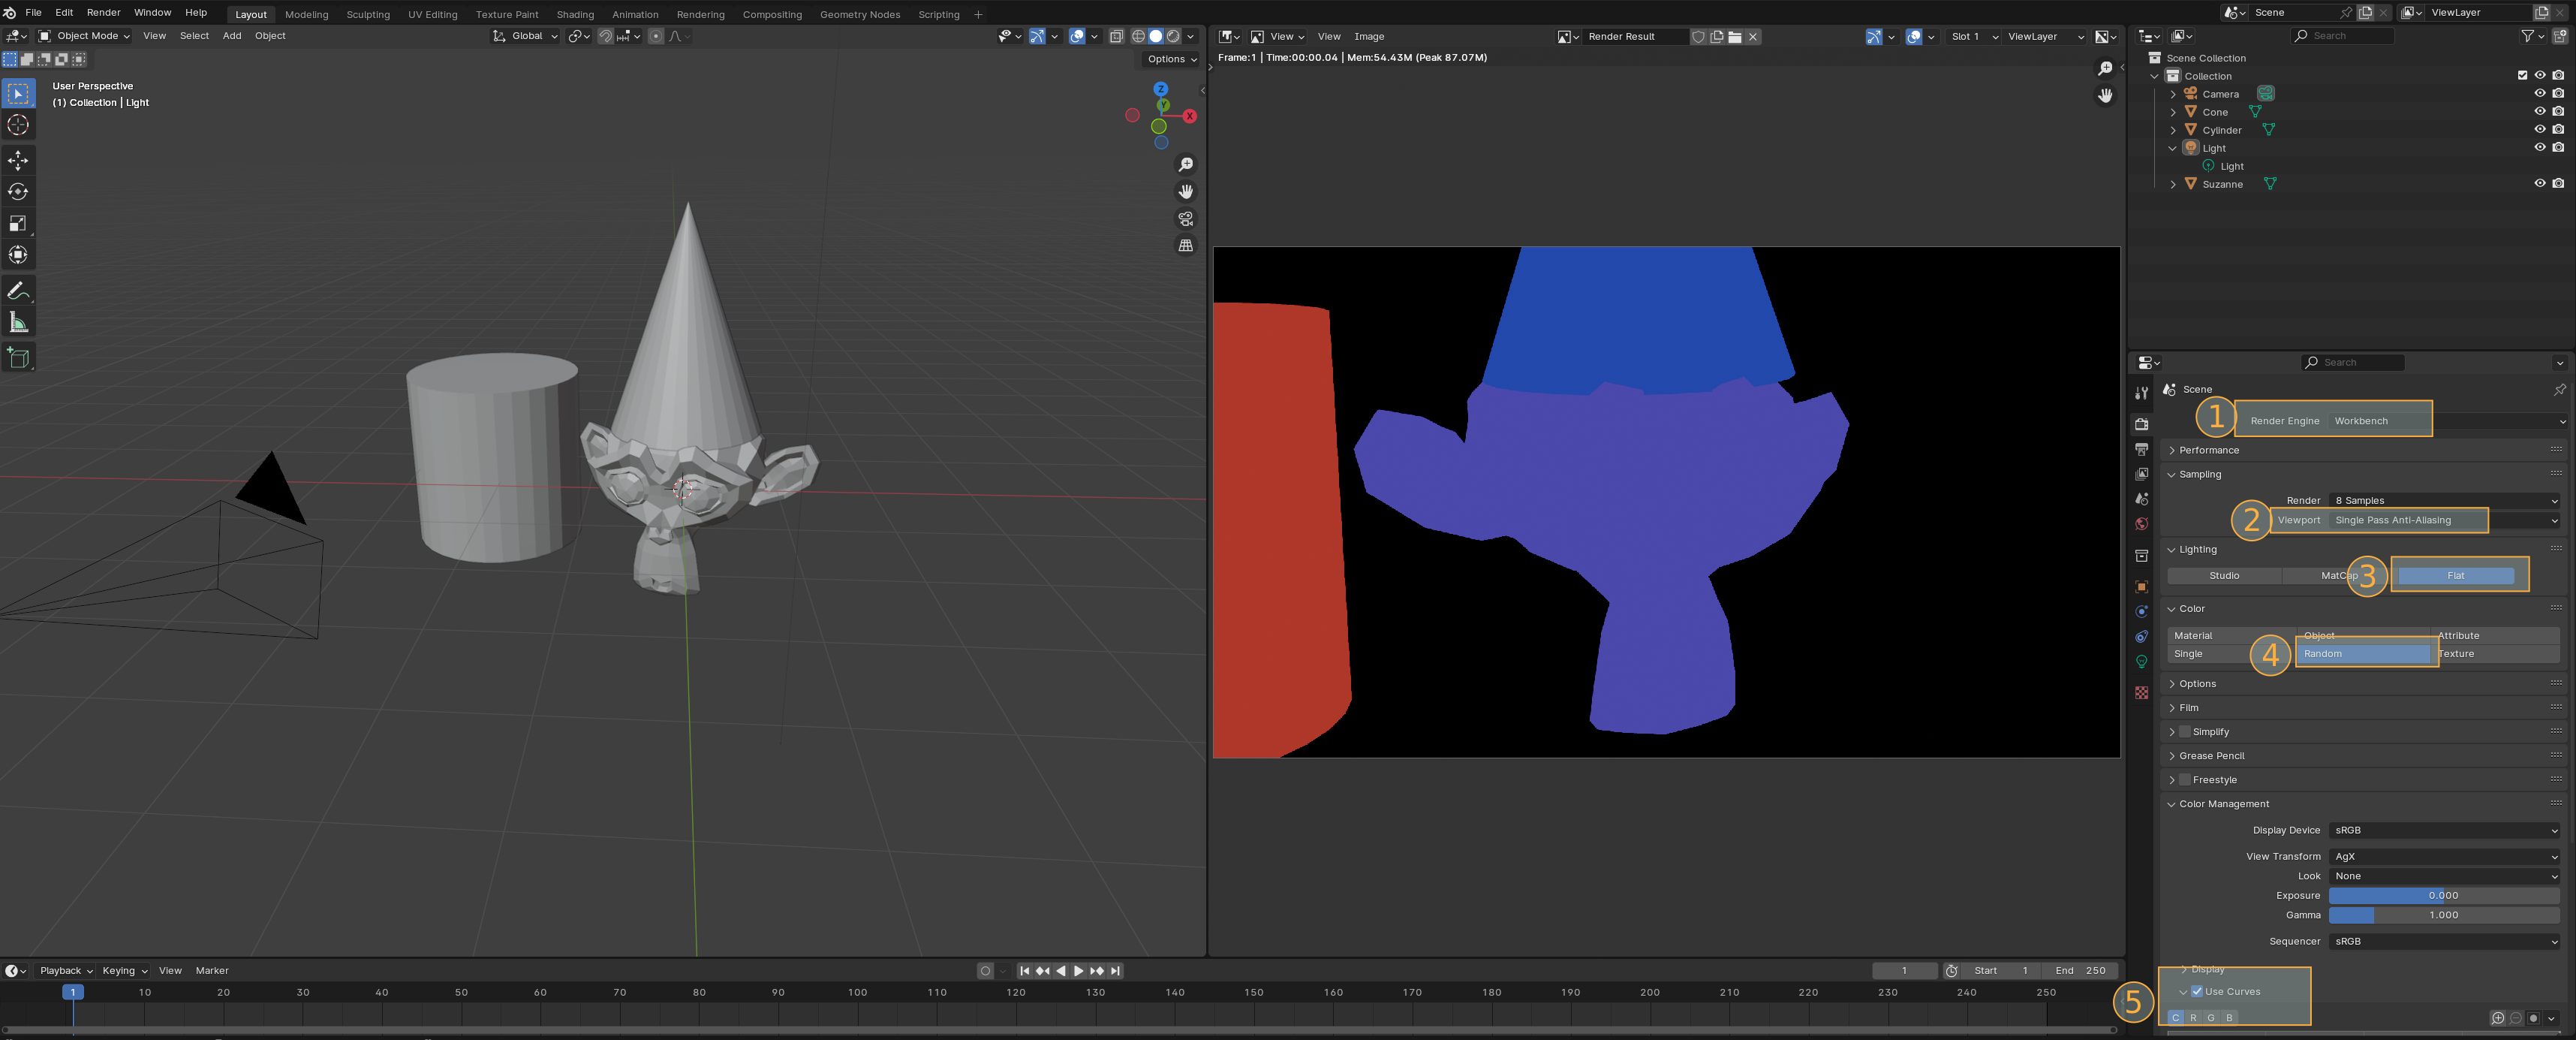 File Edit Render Window Help Layout Modeling Sculpting UV Editing Texture Paint Shading Animation Rendering Compositing Geometry Nodes Scripting + Scene ViewLayer
Object Mode View Select Add Object Global
Options
User Perspective
(1) Collection | Light
Z
Y
X
View View Image Render Result Slot 1 ViewLayer
Frame:1 | Time:00:00.04 | Mem:54.43M (Peak 87.07M)
Search
Scene Collection
Collection
Camera
Cone
Cylinder
Light
Light
Suzanne
Search
Scene
1 Render Engine Workbench
Performance
Sampling
Render 8 Samples
2 Viewport Single Pass Anti-Aliasing
Lighting
Studio MatCap 3 Flat
Color
Material Object Attribute
Single 4 Random Texture
Options
Film
Simplify
Grease Pencil
Freestyle
Color Management
Display Device sRGB
View Transform AgX
Look None
Exposure 0.000
Gamma 1.000
Sequencer sRGB
Display
5 Use Curves
C R G B
Playback Keying View Marker 1 Start 1 End 250
1 10 20 30 40 50 60 70 80 90 100 110 120 130 140 150 160 170 180 190 200 210 220 230 240 250